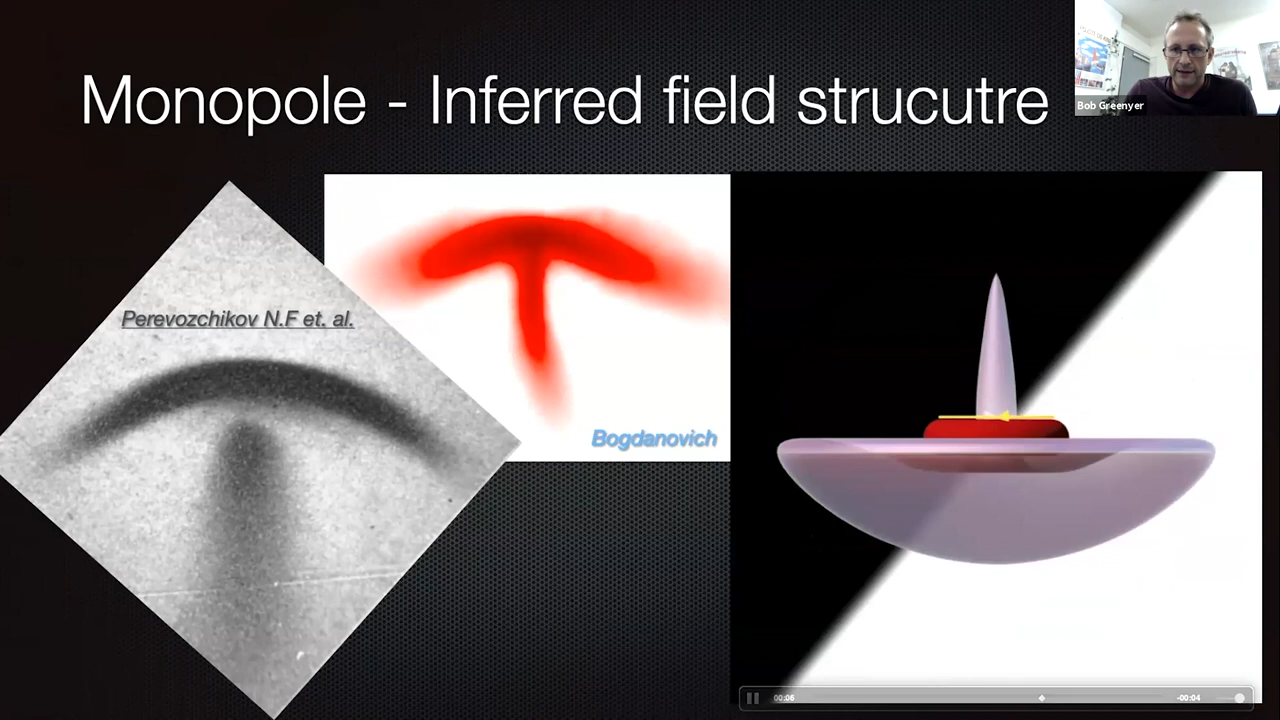 Monopole - Inferred field strucutre
Bob Greenyer
Perevozchikov N.F et. al.
Bogdanovich
00:06
-00:04